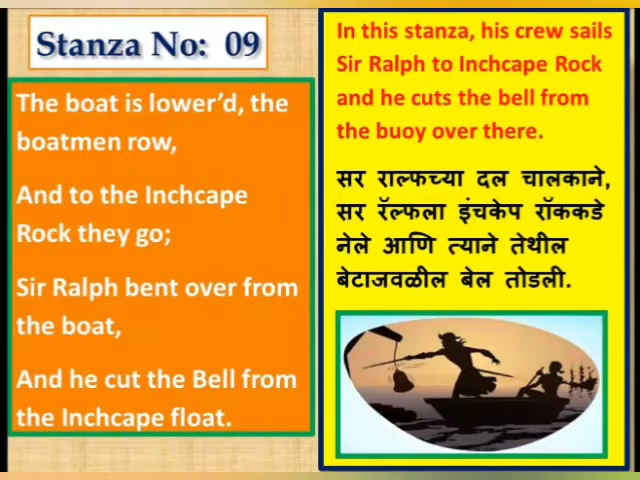 Stanza No: 09
The boat is lower’d, the
boatmen row,
And to the Inchcape
Rock they go;
Sir Ralph bent over from
the boat,
And he cut the Bell from
the Inchcape float.
In this stanza, his crew sails
Sir Ralph to Inchcape Rock
and he cuts the bell from
the buoy over there.
सर राल्फच्या दल चालकाने,
सर रॅल्फला इंचकेप रॉककडे
नेले आणि त्याने तेथील
बेटाजवळील बेल तोडली.